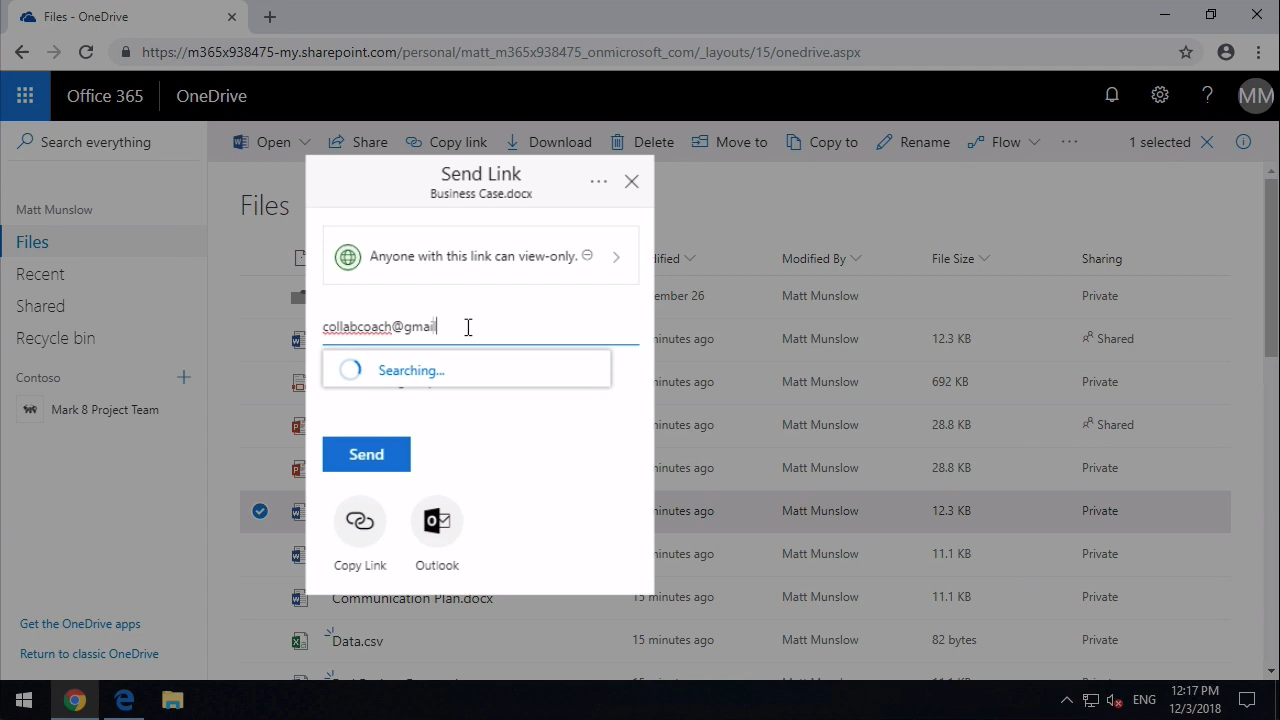 Files - OneDrive
https://m365x938475-my.sharepoint.com/personal/matt_m365x938475_onmicrosoft_com/_layouts/15/onedrive.aspx
Office 365 OneDrive MM
Search everything Open Share Copy link Download Delete Move to Copy to Rename Flow 1 selected
Send Link
Business Case.docx
Matt Munslow
Files
Files
Recent
Shared
Recycle bin
Contoso
Mark 8 Project Team
Anyone with this link can view-only.
Modified By File Size Sharing
Matt Munslow Private
collabcoach@gmail
minutes ago Matt Munslow 12.3 KB Shared
Searching...
minutes ago Matt Munslow 692 KB Private
minutes ago Matt Munslow 28.8 KB Shared
Send
minutes ago Matt Munslow 28.8 KB Private
minutes ago Matt Munslow 12.3 KB Private
Copy Link Outlook
minutes ago Matt Munslow 11.1 KB Private
Communication Plan.docx 15 minutes ago Matt Munslow 11.1 KB Private
Data.csv 15 minutes ago Matt Munslow 82 bytes Private
Get the OneDrive apps
Return to classic OneDrive
ENG
12:17 PM
12/3/2018